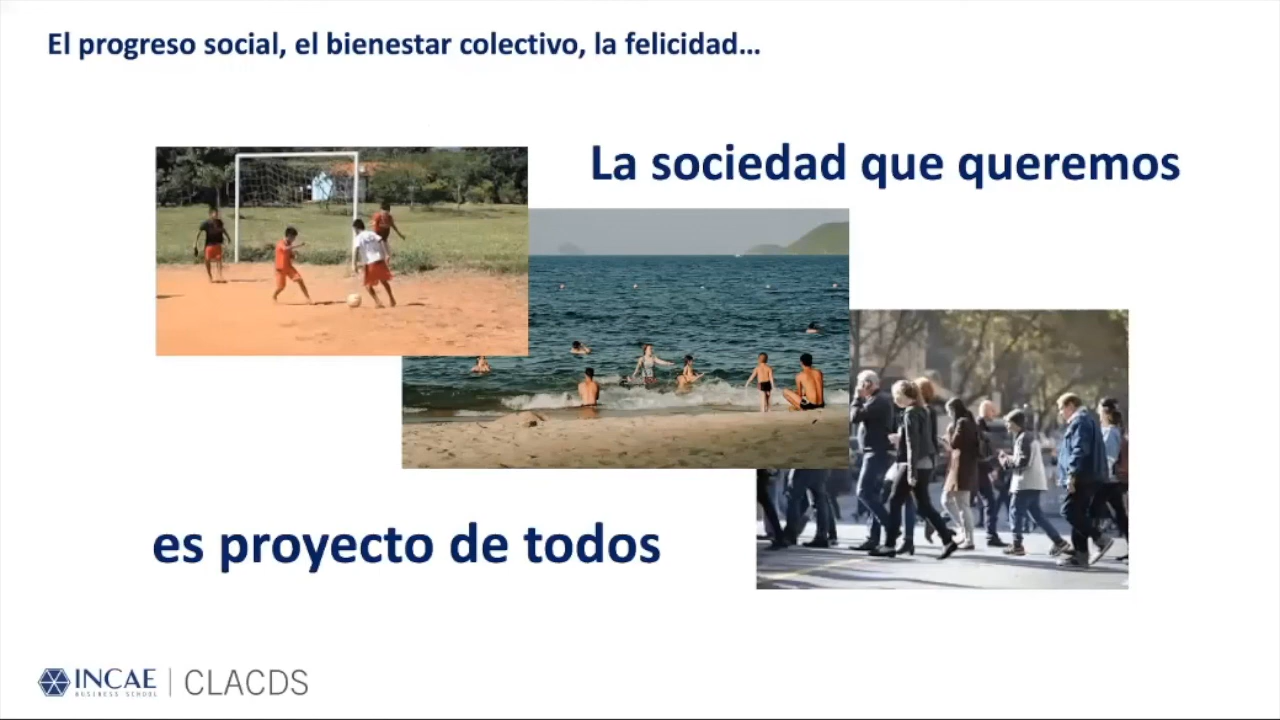 El progreso social, el bienestar colectivo, la felicidad...
La sociedad que queremos
es proyecto de todos
INCAE
BUSINESS SCHOOL
CLACDS